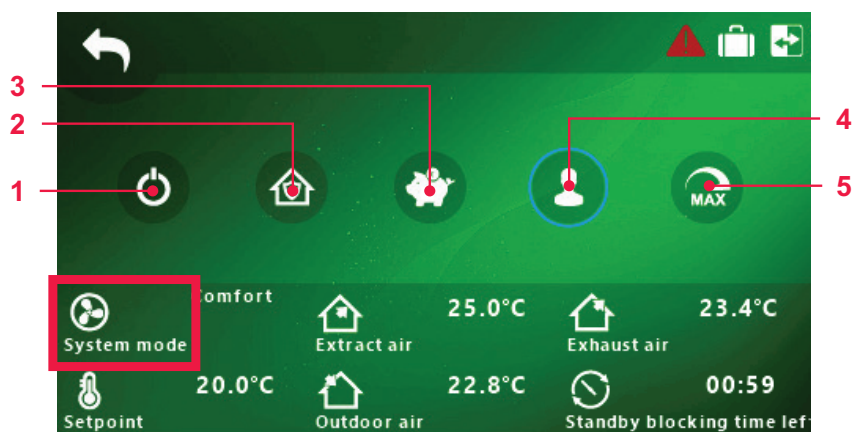 3
2
4
1
5
MAX
Comfort
25.0°C
23.4°C
System mode
Extract air
Exhaust air
20.0°C
22.8°C
00:59
Setpoint
Outdoor air
Standby blocking time lef